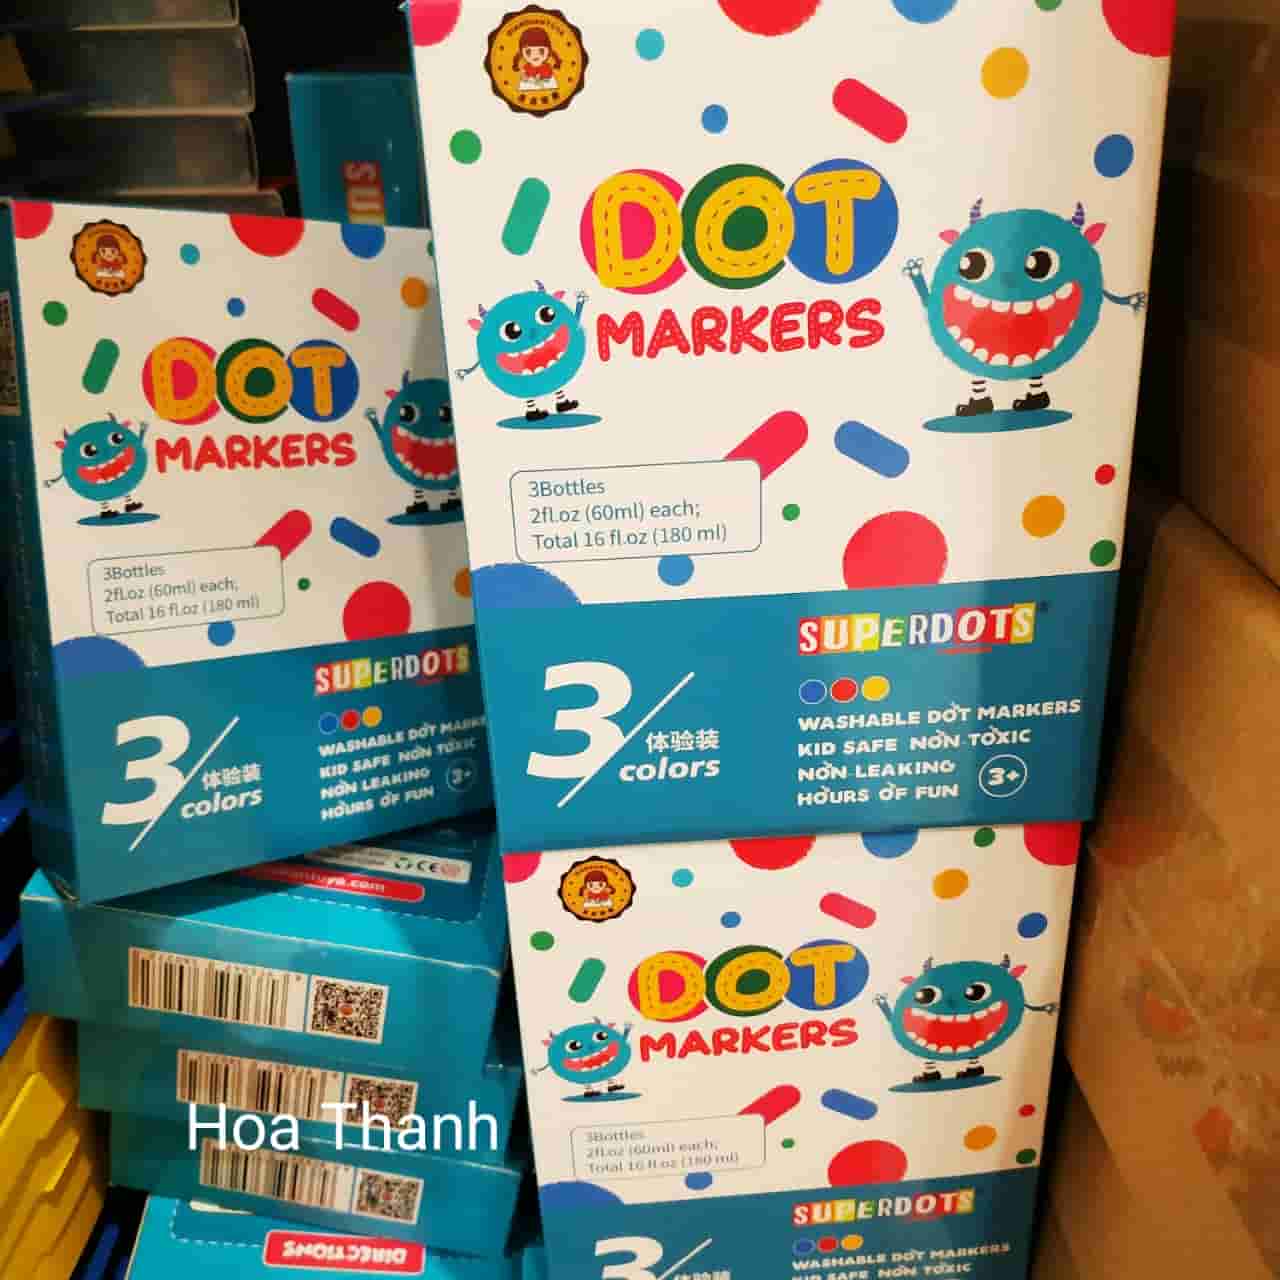 DOT
MARKERS
3Bottles
2fl.oz (60ml) each;
Total 16 fl.oz (180 ml)
SUPERDOTS
3/体验装
colors
WASHABLE DOT MARKERS
KID SAFE NON-TOXIC
NON-LEAKING
HOURS OF FUN
3+
DOT
MARKERS
3Bottles
2fl.oz (60ml) each;
Total 16 fl.oz (180 ml)
SUPERDOTS
3/体验装
colors
WASHABLE DOT
KID SAFE NON TOXIC
NON LEAKING
HOURS OF FUN
3+
CE
DOT
MARKERS
3Bottles
2fl.oz (60ml) each;
Total 16 fl.oz (180 ml)
SUPERDOTS
WASHABLE DOT MARKERS
KID SAFE NON TOXIC
3/
Hoa Thanh
DIRECTIONS